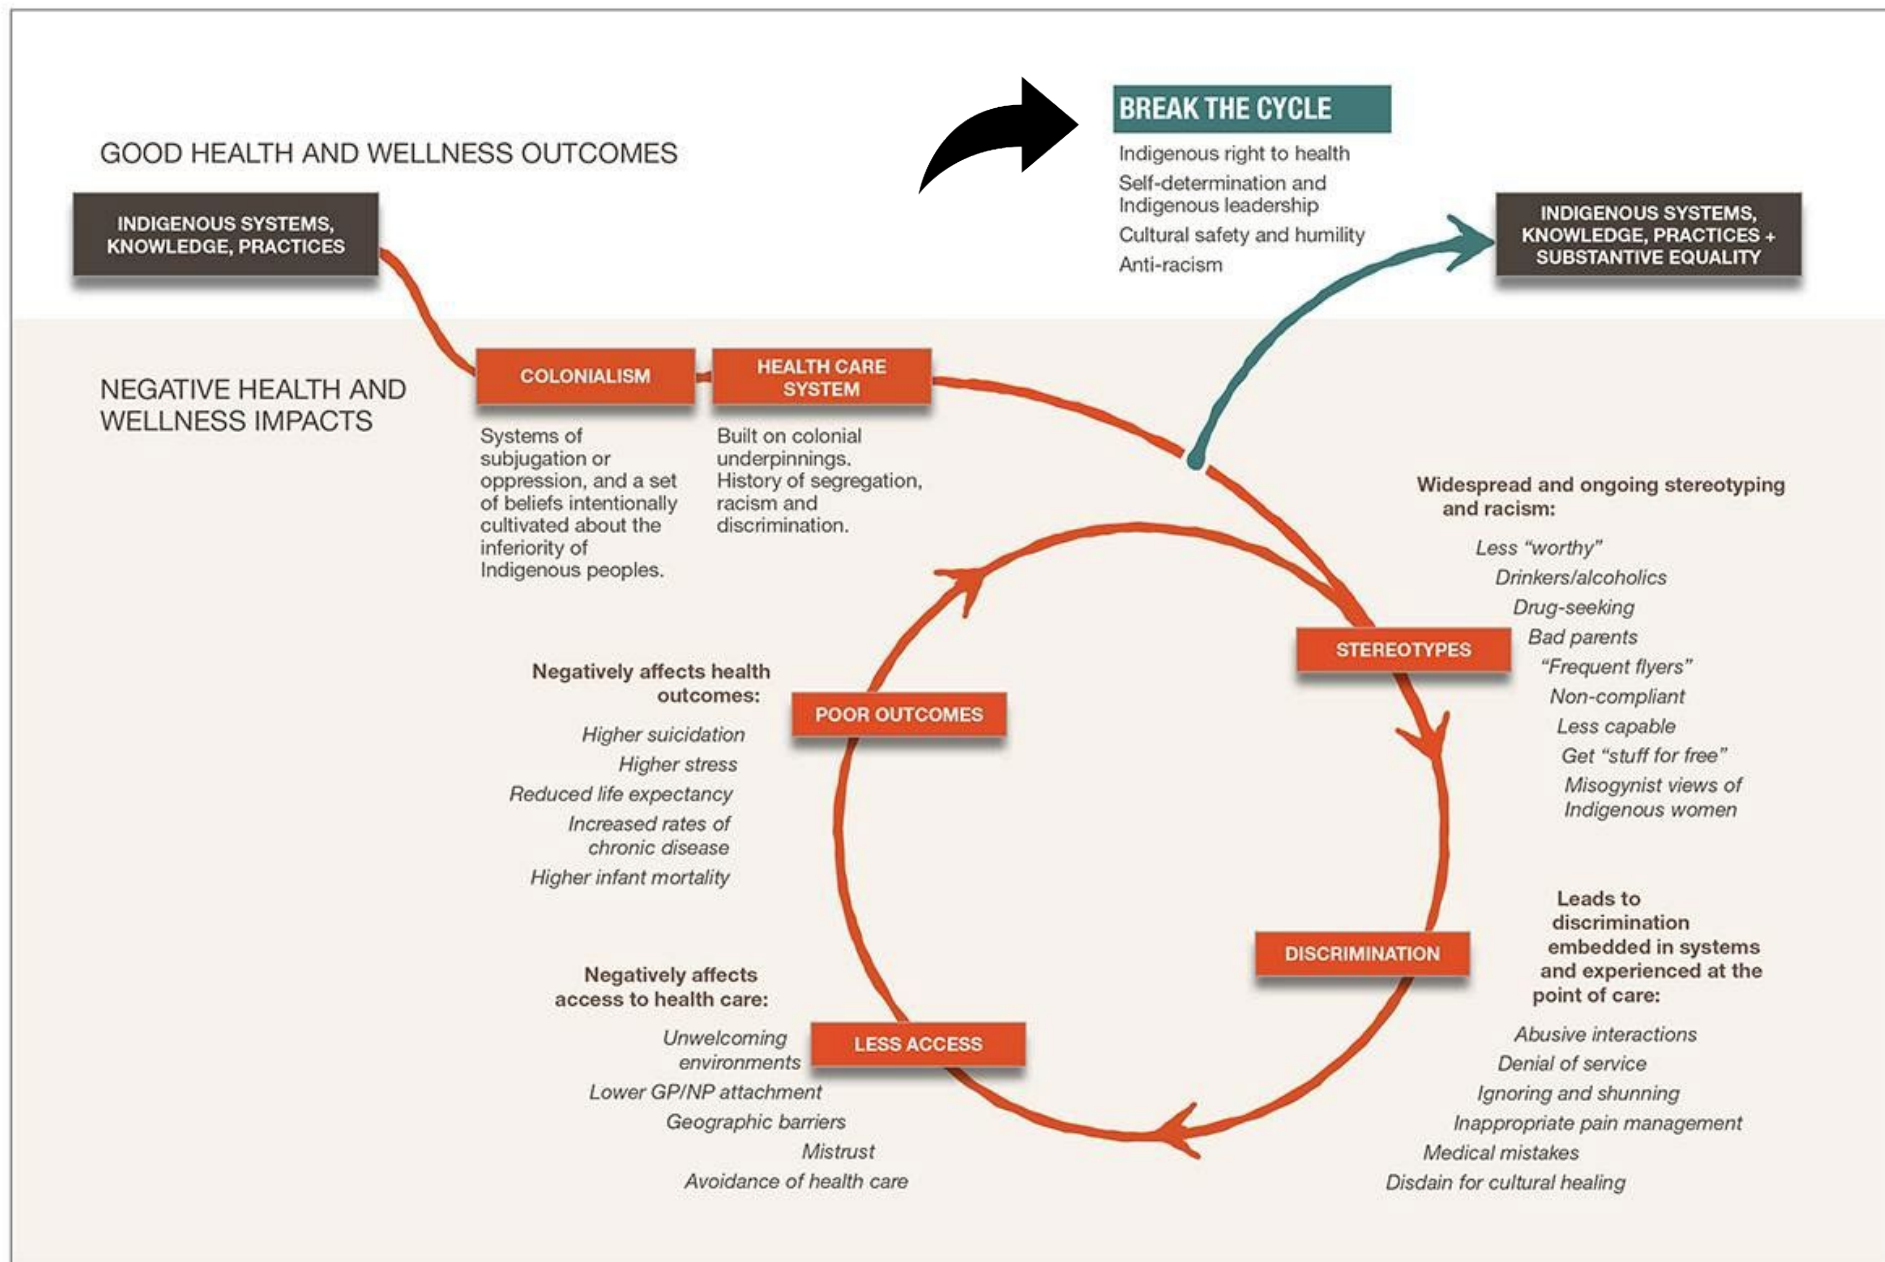 GOOD HEALTH AND WELLNESS OUTCOMES
INDIGENOUS SYSTEMS,
KNOWLEDGE, PRACTICES
BREAK THE CYCLE
Indigenous right to health
Self-determination and
Indigenous leadership
Cultural safety and humility
Anti-racism
INDIGENOUS SYSTEMS,
KNOWLEDGE, PRACTICES +
SUBSTANTIVE EQUALITY
NEGATIVE HEALTH AND
WELLNESS IMPACTS
COLONIALISM
Systems of
subjugation or
oppression, and a set
of beliefs intentionally
cultivated about the
inferiority of
Indigenous peoples.
HEALTH CARE
SYSTEM
Built on colonial
underpinnings.
History of segregation,
racism and
discrimination.
STEREOTYPES
Widespread and ongoing stereotyping
and racism:
Less “worthy”
Drinkers/alcoholics
Drug-seeking
Bad parents
“Frequent flyers”
Non-compliant
Less capable
Get “stuff for free”
Misogynist views of
Indigenous women
DISCRIMINATION
Leads to
discrimination
embedded in systems
and experienced at the
point of care:
Abusive interactions
Denial of service
Ignoring and shunning
Inappropriate pain management
Medical mistakes
Disdain for cultural healing
LESS ACCESS
Negatively affects
access to health care:
Unwelcoming
environments
Lower GP/NP attachment
Geographic barriers
Mistrust
Avoidance of health care
POOR OUTCOMES
Negatively affects health
outcomes:
Higher suicidation
Higher stress
Reduced life expectancy
Increased rates of
chronic disease
Higher infant mortality